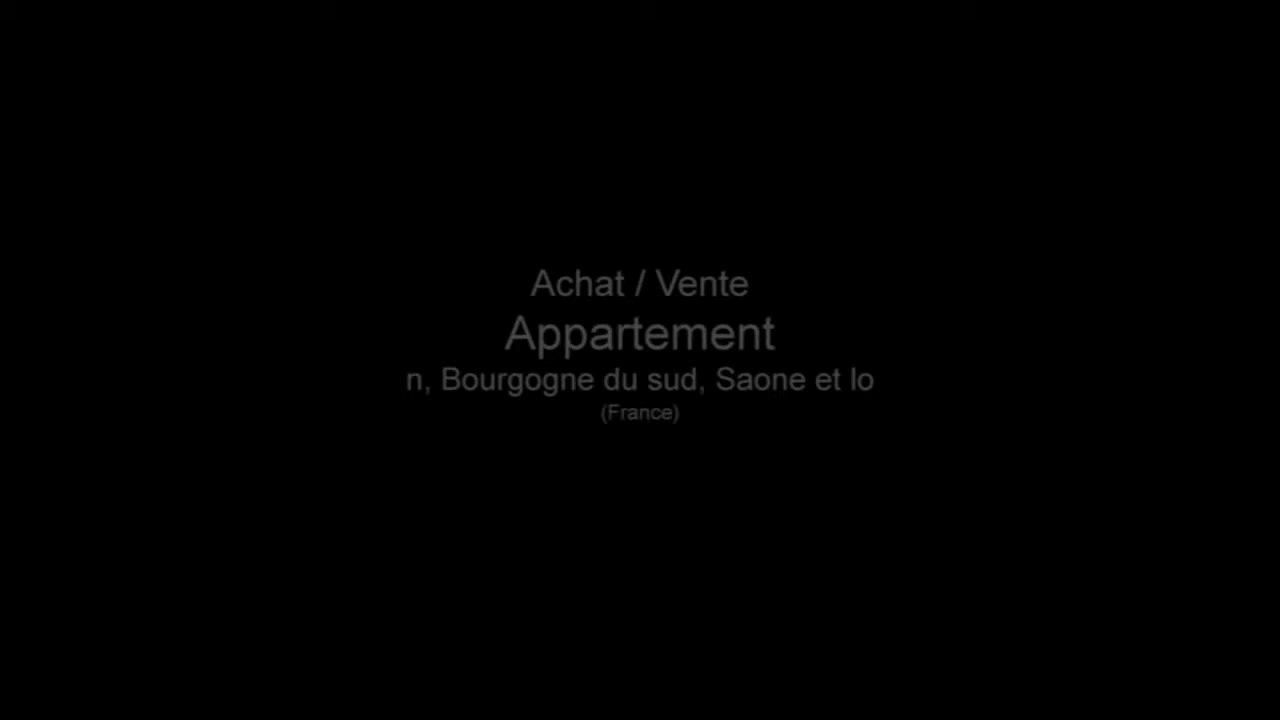 Achat / Vente
Appartement
n, Bourgogne du sud, Saone et lo
(France)